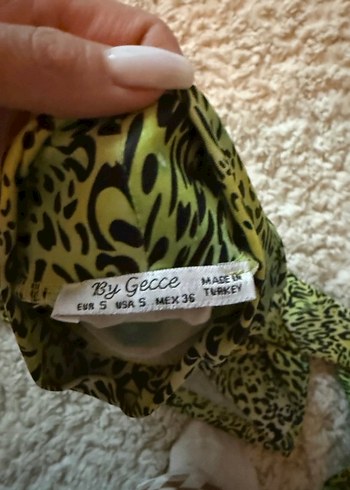 By Gecce
EUR S USA S MEX 36
MADE IN
TURKEY